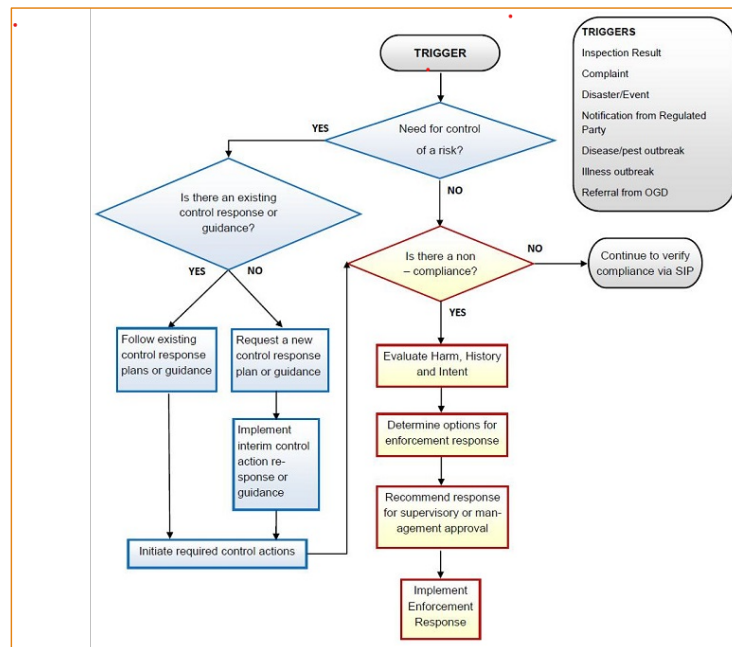 TRIGGER
TRIGGERS
Inspection Result
Complaint
Disaster/Event
Notification from Regulated
Party
Disease/pest outbreak
Illness outbreak
Referral from OGD
Need for control
of a risk?
YES
NO
Is there an existing
control response or
guidance?
YES
NO
Is there a non
– compliance?
NO
YES
Continue to verify
compliance via SIP
Follow existing
control response
plans or guidance
Request a new
control response
plan or guidance
Implement
interim control
action re-
sponse or
guidance
Initiate required control actions
Evaluate Harm, History
and Intent
Determine options for
enforcement response
Recommend response
for supervisory or man-
agement approval
Implement
Enforcement
Response